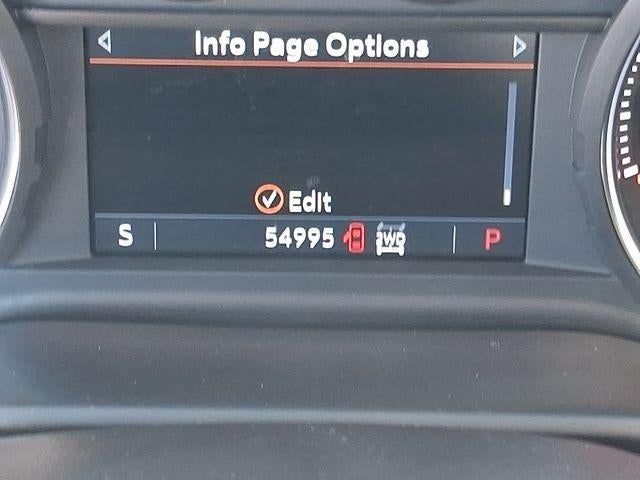 Info Page Options
Edit
S 54995 2WD P